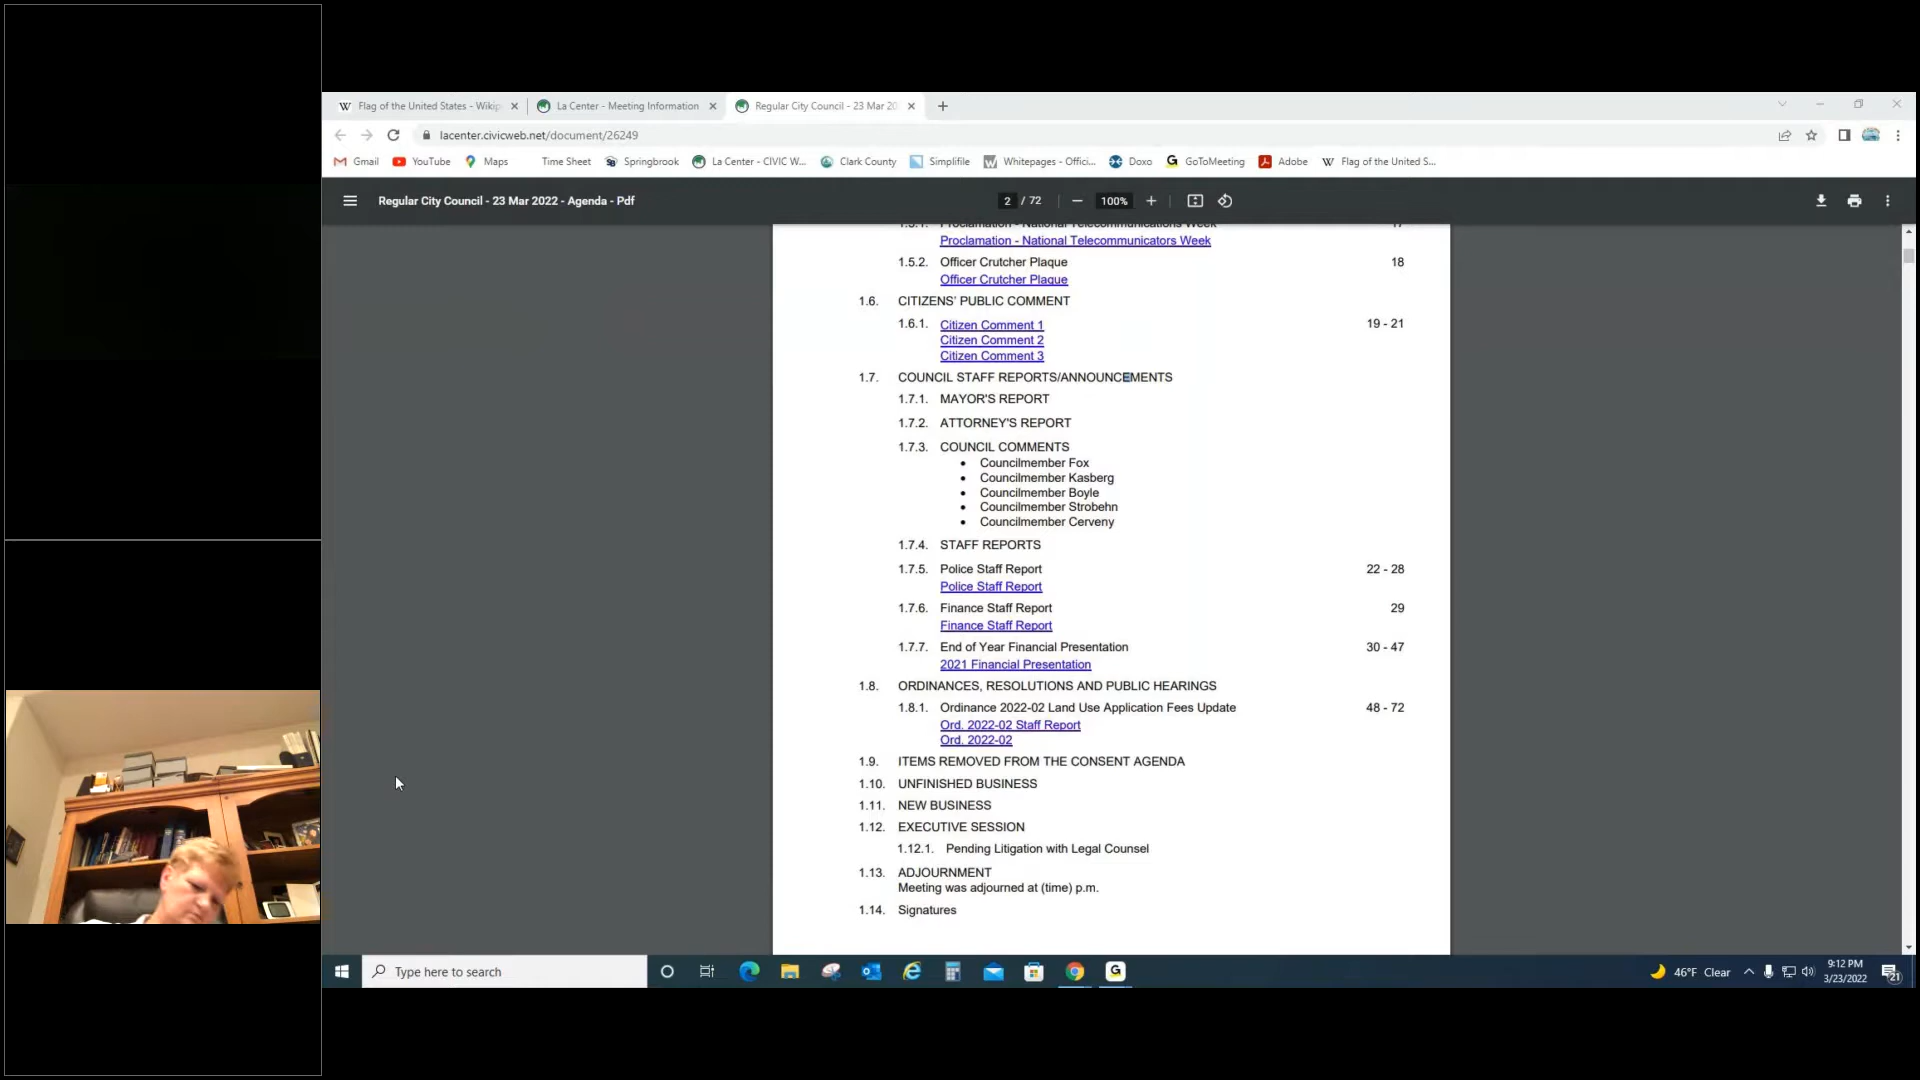 Flag of the United States - Wikip
La Center - Meeting Information
Regular City Council - 23 Mar 20
lacenter.civicweb.net/document/26249
Gmail YouTube Maps Time Sheet Springbrook La Center - CIVIC W... Clark County Simplifile Whitepages - Offici... Doxo GoToMeeting Adobe Flag of the United S...
Regular City Council - 23 Mar 2022 - Agenda - Pdf 2 / 72 100%
1.5.1. Proclamation - National Telecommunications Week 17
Proclamation - National Telecommunicators Week
1.5.2. Officer Crutcher Plaque 18
Officer Crutcher Plaque
1.6. CITIZENS' PUBLIC COMMENT
1.6.1. Citizen Comment 1 19 - 21
Citizen Comment 2
Citizen Comment 3
1.7. COUNCIL STAFF REPORTS/ANNOUNCEMENTS
1.7.1. MAYOR'S REPORT
1.7.2. ATTORNEY'S REPORT
1.7.3. COUNCIL COMMENTS
• Councilmember Fox
• Councilmember Kasberg
• Councilmember Boyle
• Councilmember Strobehn
• Councilmember Cerveny
1.7.4. STAFF REPORTS
1.7.5. Police Staff Report 22 - 28
Police Staff Report
1.7.6. Finance Staff Report 29
Finance Staff Report
1.7.7. End of Year Financial Presentation 30 - 47
2021 Financial Presentation
1.8. ORDINANCES, RESOLUTIONS AND PUBLIC HEARINGS
1.8.1. Ordinance 2022-02 Land Use Application Fees Update 48 - 72
Ord. 2022-02 Staff Report
Ord. 2022-02
1.9. ITEMS REMOVED FROM THE CONSENT AGENDA
1.10. UNFINISHED BUSINESS
1.11. NEW BUSINESS
1.12. EXECUTIVE SESSION
1.12.1. Pending Litigation with Legal Counsel
1.13. ADJOURNMENT
Meeting was adjourned at (time) p.m.
1.14. Signatures
Type here to search
46°F Clear
9:12 PM
3/23/2022
21